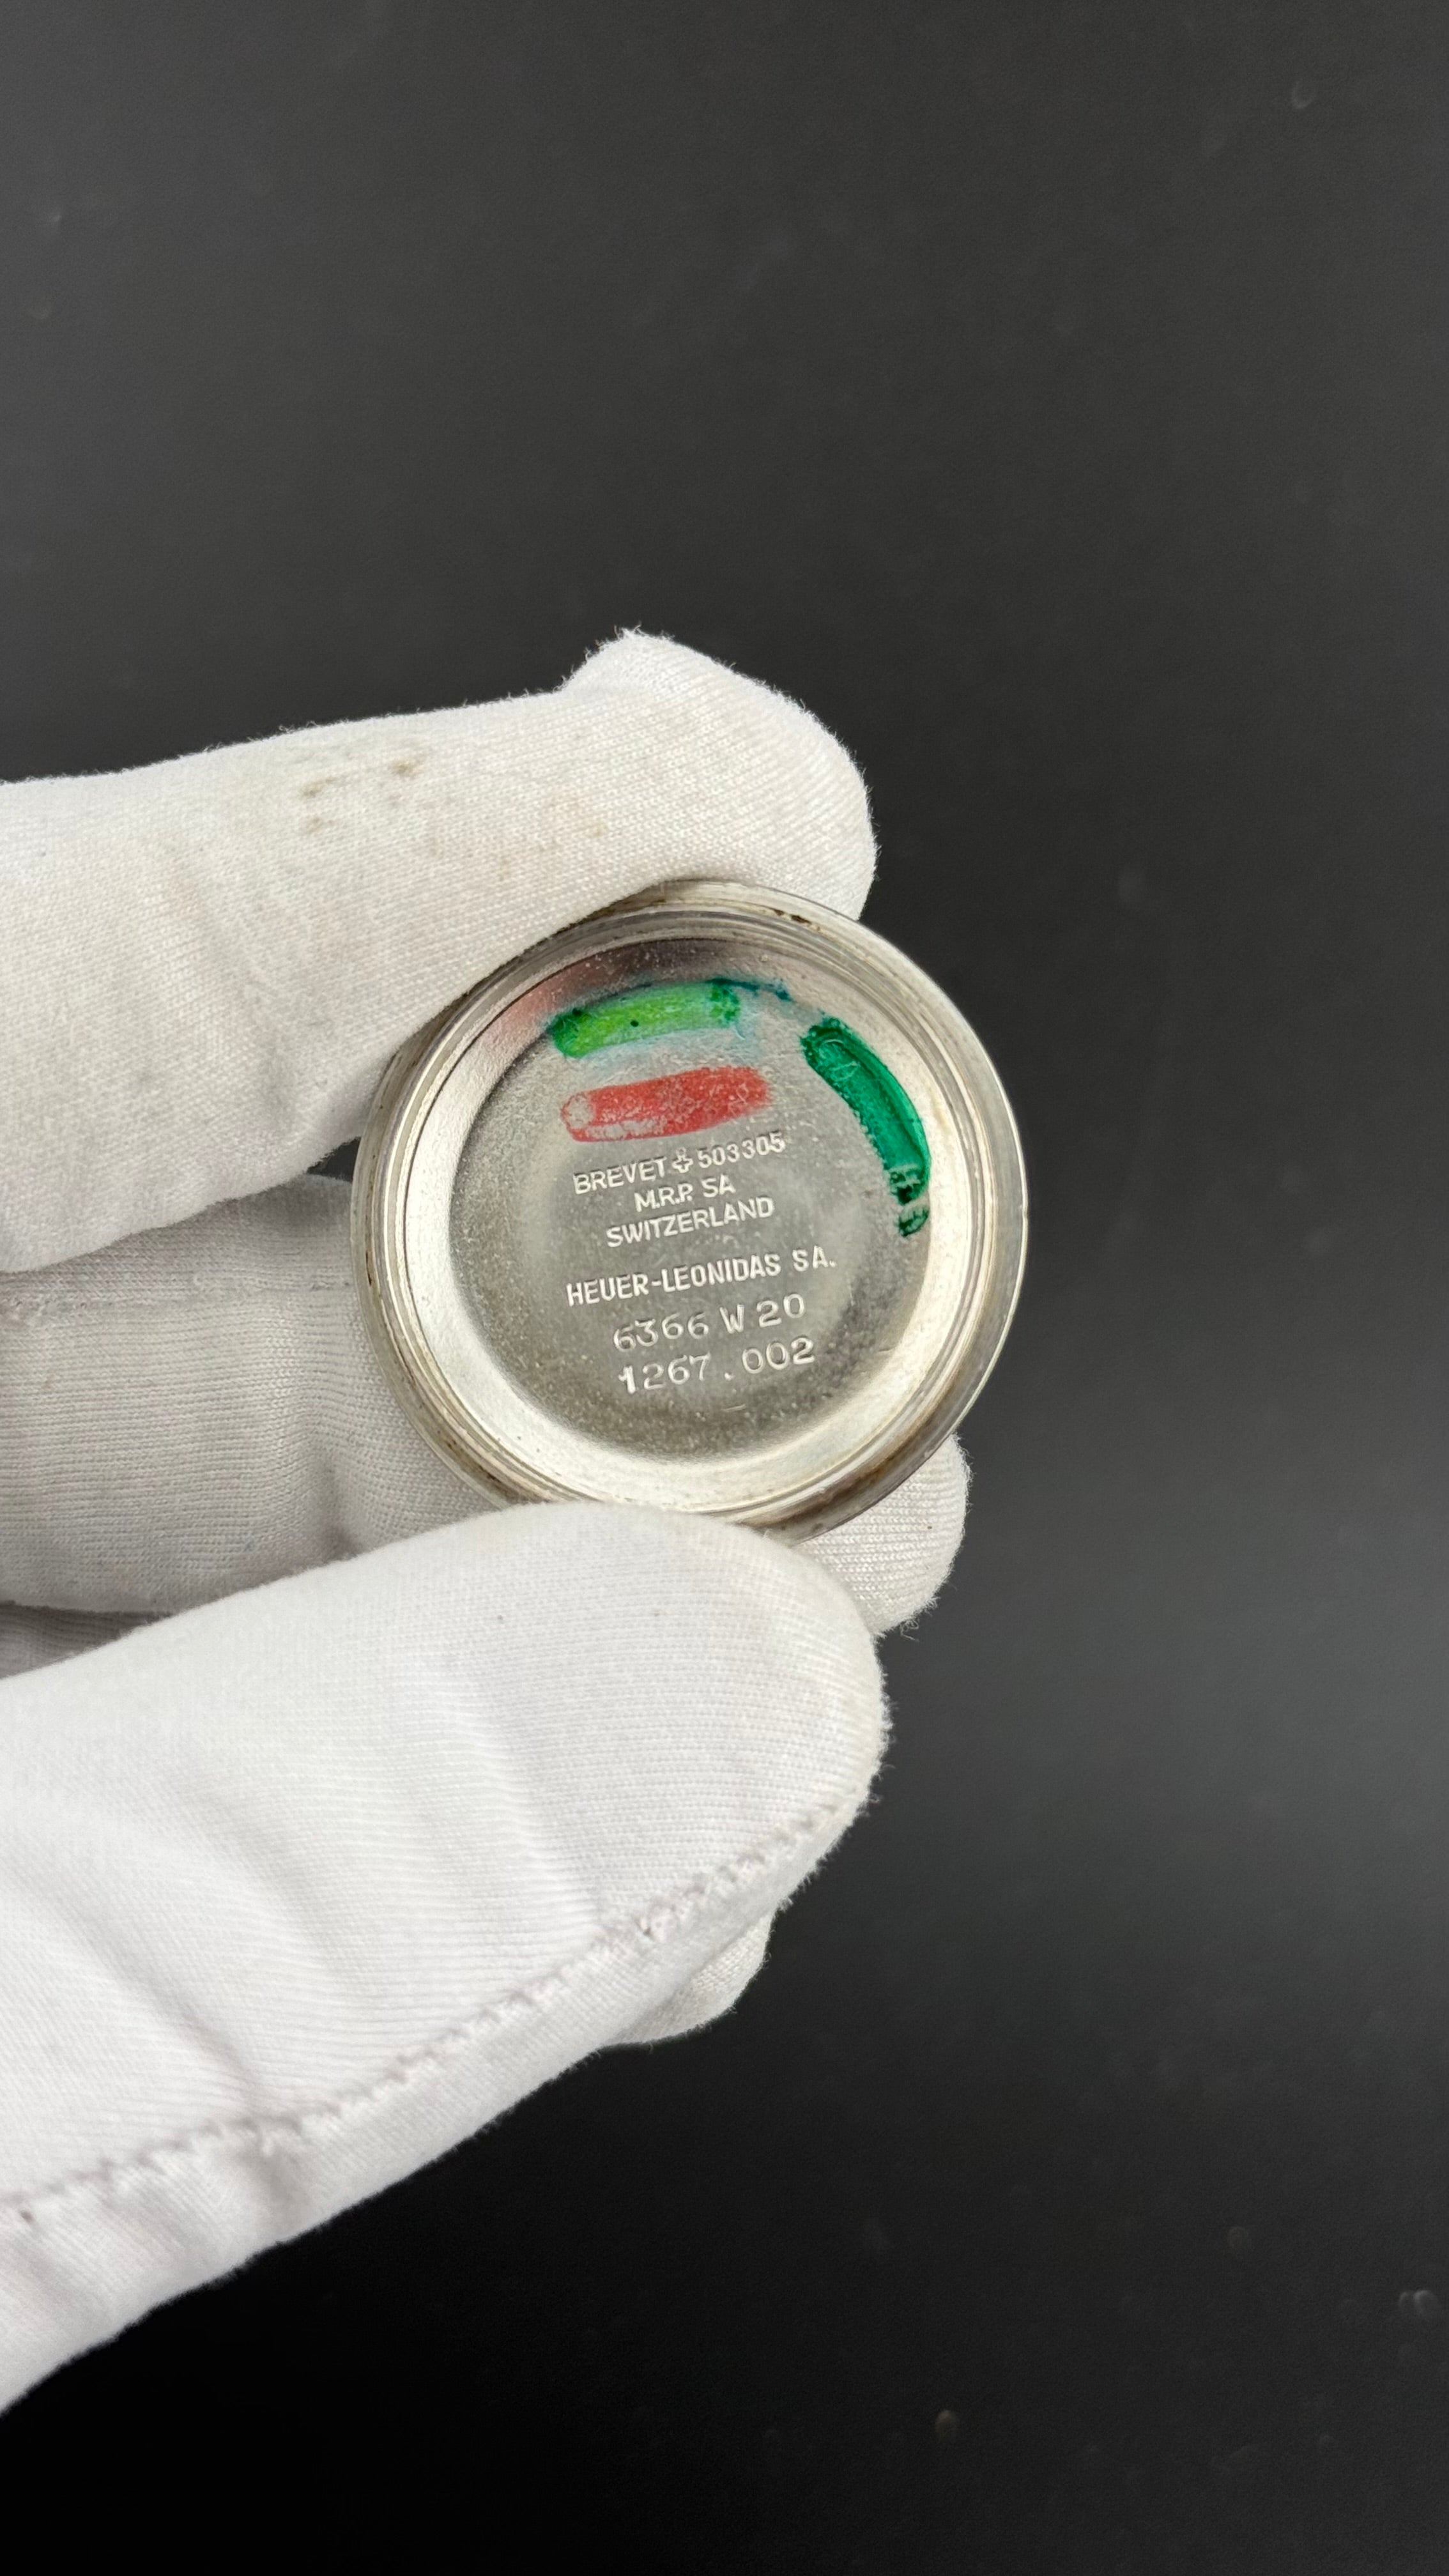 BREVET ✚ 503305
M.R.P. SA
SWITZERLAND
HEUER-LEONIDAS SA.
6366 W 20
1267.002